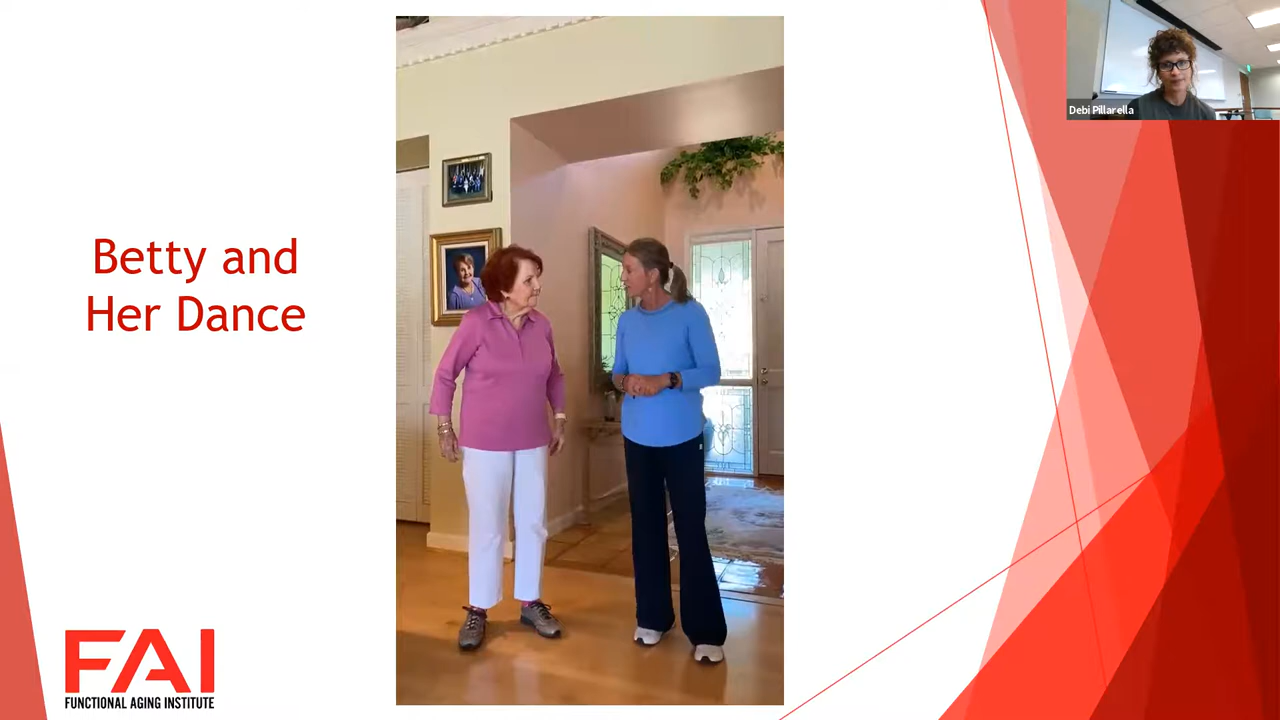 Debi Pillarella
Betty and
Her Dance
FAI
FUNCTIONAL AGING INSTITUTE